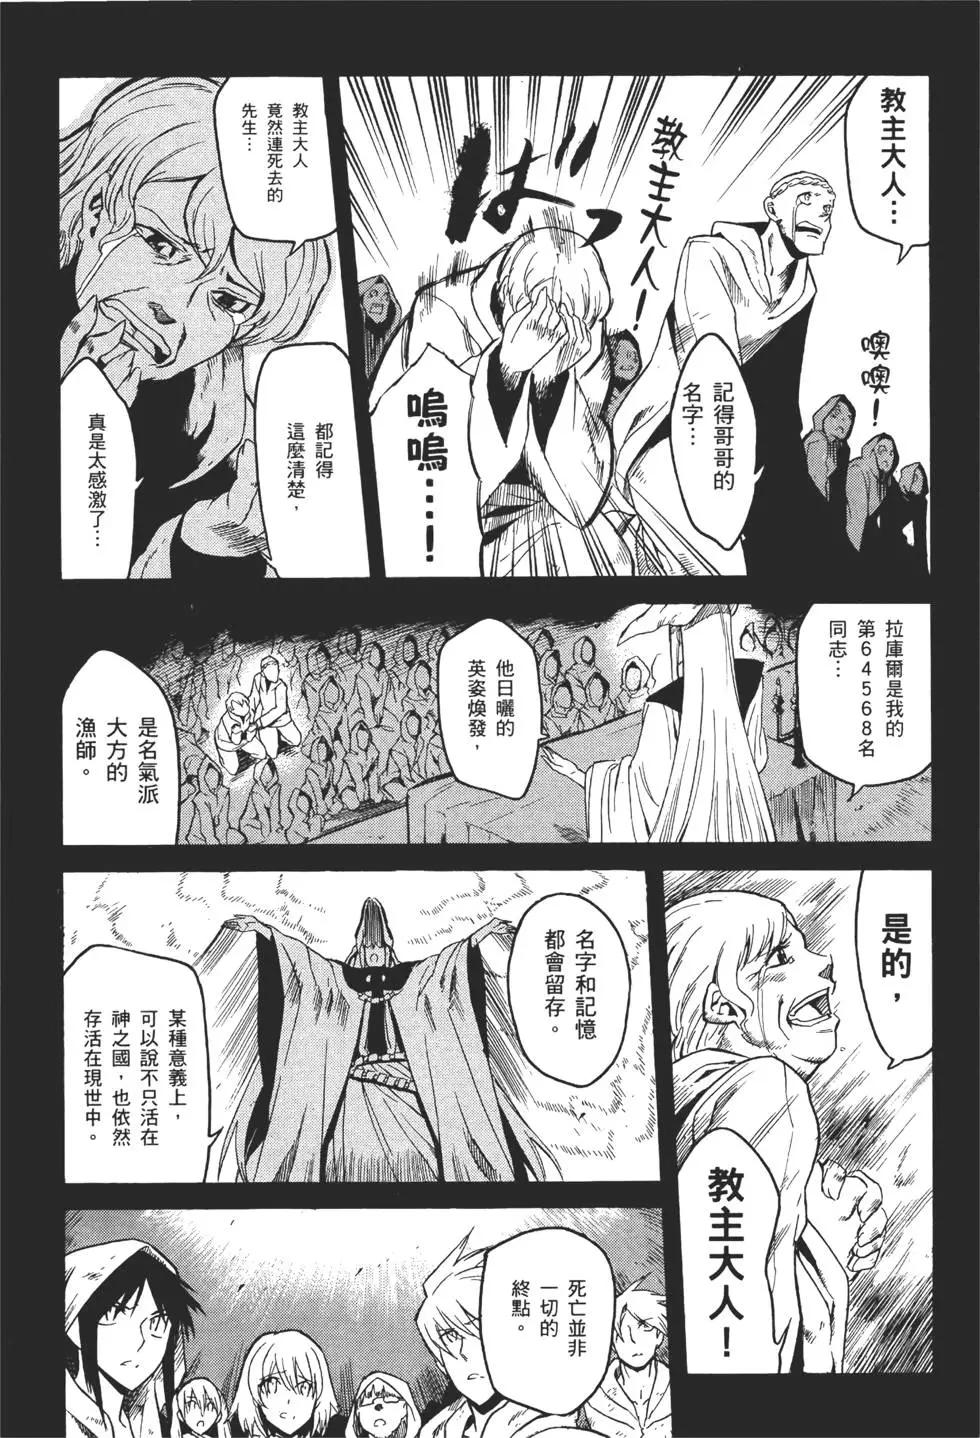 教主大人…
噢噢！
教主大人！
記得哥哥的
名字…
ばっ
嗚嗚…！
教主大人
竟然連死去的
先生…
都記得
這麼清楚，
真是太感激了…
拉庫爾是我的
第64568名
同志…
他日曬的
英姿煥發，
是名氣派
大方的
漁師。
是的，
教主大人！
名字和記憶
都會留存。
某種意義上，
可以說不只活在
神之國，也依然
存活在現世中。
死亡並非
一切的
終點。